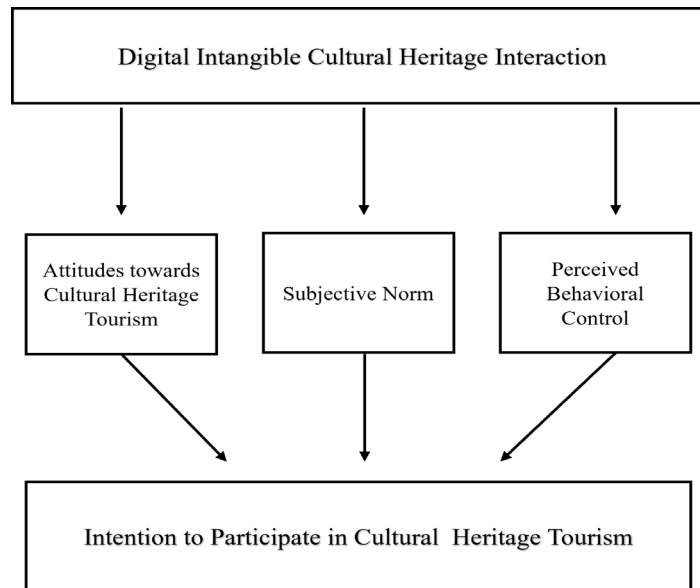 Digital Intangible Cultural Heritage Interaction
Attitudes towards
Cultural Heritage
Tourism
Subjective Norm
Perceived
Behavioral
Control
Intention to Participate in Cultural  Heritage Tourism